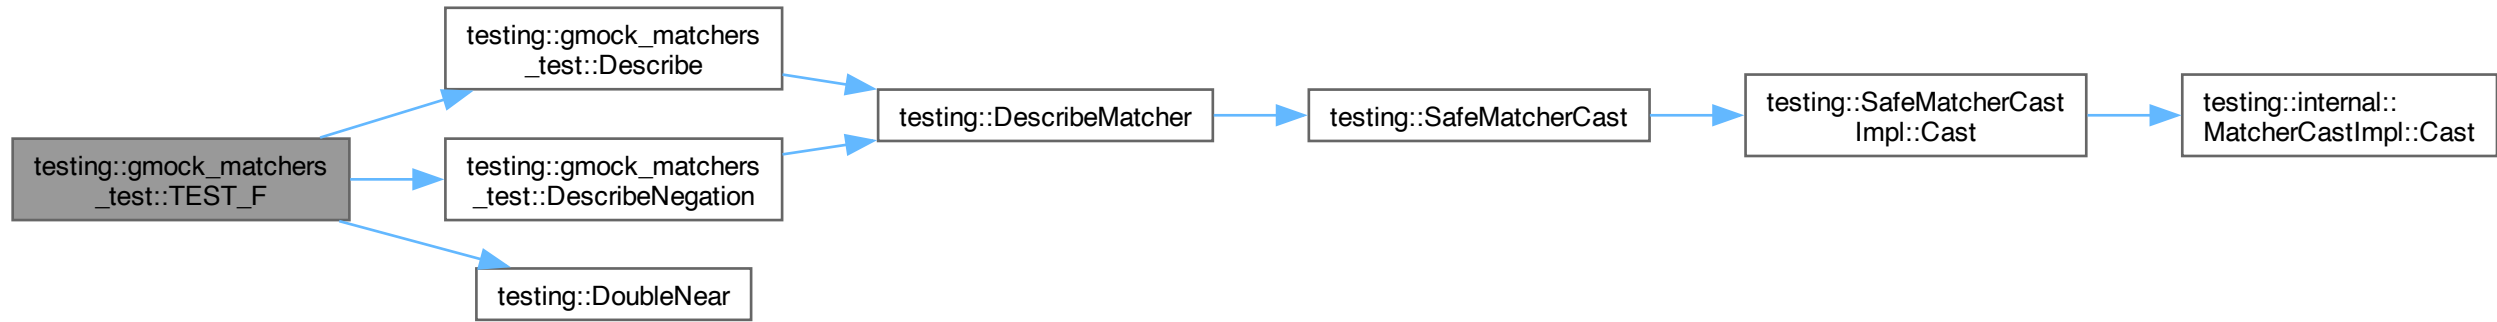 testing::gmock_matchers
_test::TEST_F
testing::gmock_matchers
_test::Describe
testing::gmock_matchers
_test::DescribeNegation
testing::DoubleNear
testing::DescribeMatcher
testing::SafeMatcherCast
testing::SafeMatcherCast
Impl::Cast
testing::internal::
MatcherCastImpl::Cast